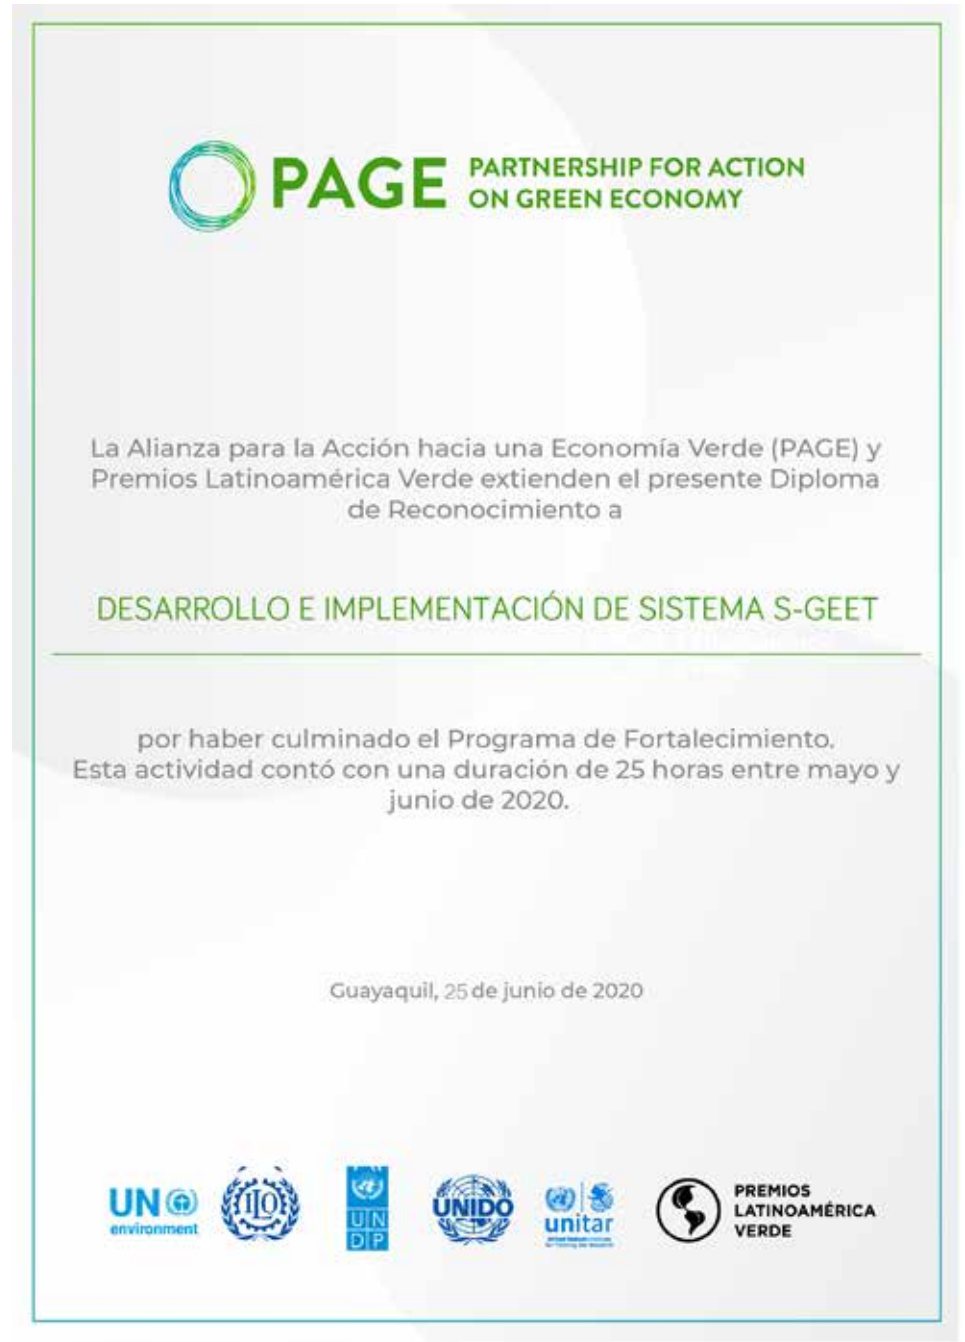 PAGE PARTNERSHIP FOR ACTION
ON GREEN ECONOMY
La Alianza para la Acción hacia una Economía Verde (PAGE) y
Premios Latinoamérica Verde extienden el presente Diploma
de Reconocimiento a
DESARROLLO E IMPLEMENTACIÓN DE SISTEMA S-GEET
por haber culminado el Programa de Fortalecimiento.
Esta actividad contó con una duración de 25 horas entre mayo y
junio de 2020.
Guayaquil, 25 de junio de 2020
UN
environment
ILO
UN
DP
UNIDO
unitar
PREMIOS
LATINOAMÉRICA
VERDE